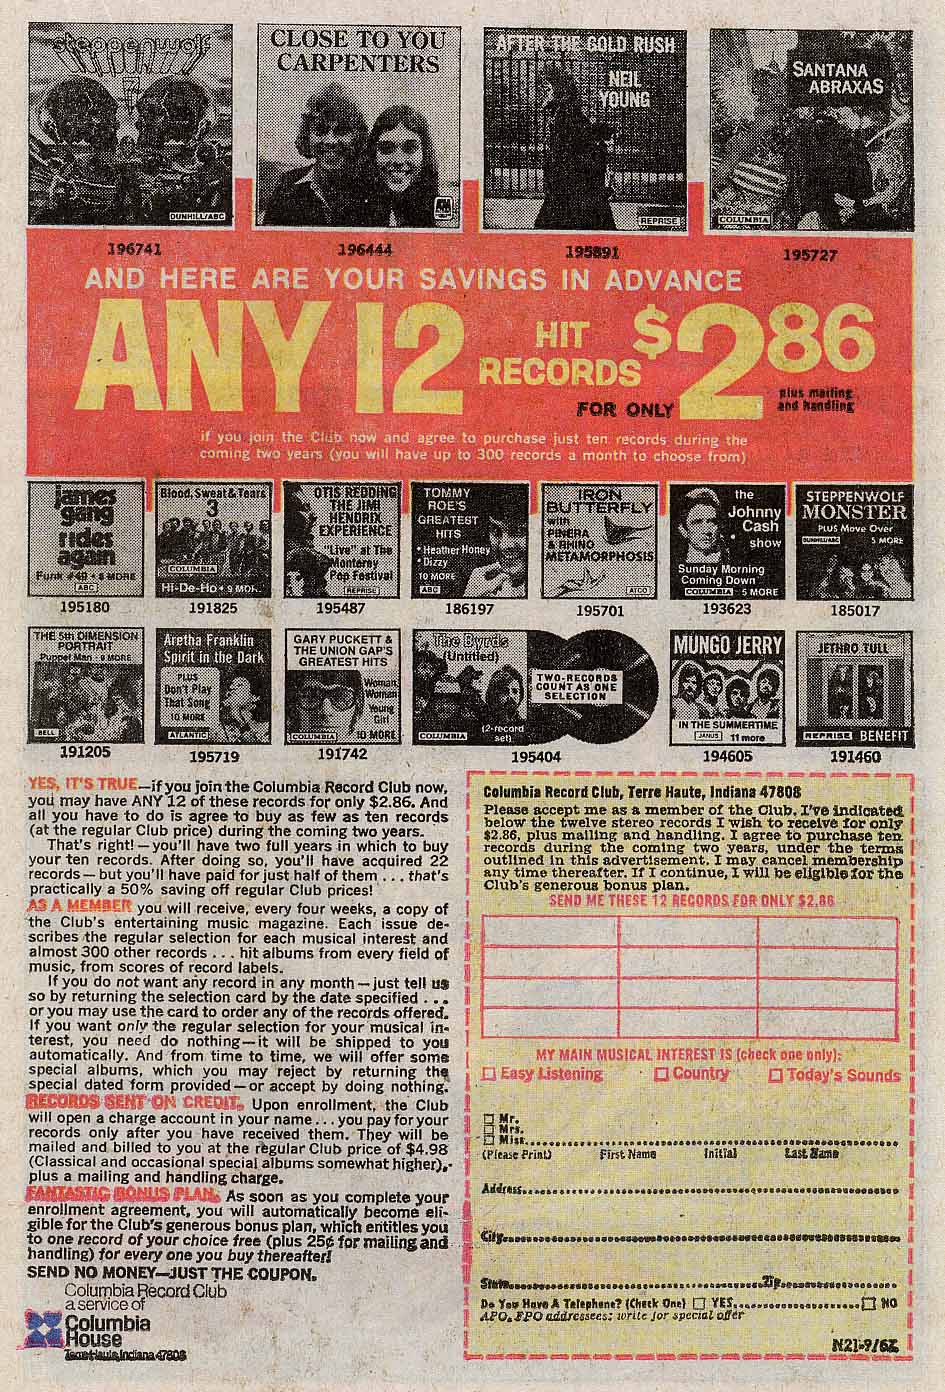 steppenwolf
7
DUNHILL/ABC
196741
CLOSE TO YOU
CARPENTERS
A&M
196444
AFTER THE GOLD RUSH
NEIL
YOUNG
REPRISE
195891
SANTANA
ABRAXAS
COLUMBIA
195727
AND HERE ARE YOUR SAVINGS IN ADVANCE
ANY 12
HIT
RECORDS
FOR ONLY
$2.86
plus mailing
and handling
if you join the Club now and agree to purchase just ten records during the
coming two years (you will have up to 300 records a month to choose from)
james
gang
rides
again
Funk #49 • 8 MORE
ABC
195180
Blood, Sweat & Tears
3
COLUMBIA
Hi-De-Ho • 9 MORE
191825
OTIS REDDING
THE JIMI
HENDRIX
EXPERIENCE
"Live" at The
Monterey
Pop Festival
REPRISE
195487
TOMMY
ROE'S
GREATEST
HITS
• Heather Honey
• Dizzy
10 MORE
ABC
186197
IRON
BUTTERFLY
with
PINERA
& RHINO
METAMORPHOSIS
ATCO
195701
the
Johnny
Cash
show
Sunday Morning
Coming Down
COLUMBIA 5 MORE
193623
STEPPENWOLF
MONSTER
PLUS Move Over
DUNHILL/ABC 5 MORE
185017
THE 5th DIMENSION
PORTRAIT
Puppet Man • 9 MORE
BELL
191205
Aretha Franklin
Spirit in the Dark
PLUS
Don't Play
That Song
10 MORE
ATLANTIC
195719
GARY PUCKETT &
THE UNION GAP'S
GREATEST HITS
Woman,
Woman
Young
Girl
COLUMBIA 10 MORE
191742
The Byrds
(Untitled)
COLUMBIA
(2-record
set)
TWO-RECORDS
COUNT AS ONE
SELECTION
195404
MUNGO JERRY
IN THE SUMMERTIME
JANUS 11 more
194605
JETHRO TULL
REPRISE BENEFIT
191460
YES, IT'S TRUE—if you join the Columbia Record Club now,
you may have ANY 12 of these records for only $2.86. And
all you have to do is agree to buy as few as ten records
(at the regular Club price) during the coming two years.
That's right!—you'll have two full years in which to buy
your ten records. After doing so, you'll have acquired 22
records—but you'll have paid for just half of them . . . that's
practically a 50% saving off regular Club prices!
AS A MEMBER you will receive, every four weeks, a copy of
the Club's entertaining music magazine. Each issue de-
scribes the regular selection for each musical interest and
almost 300 other records . . . hit albums from every field of
music, from scores of record labels.
If you do not want any record in any month—just tell us
so by returning the selection card by the date specified . . .
or you may use the card to order any of the records offered.
If you want only the regular selection for your musical in-
terest, you need do nothing—it will be shipped to you
automatically. And from time to time, we will offer some
special albums, which you may reject by returning the
special dated form provided—or accept by doing nothing.
RECORDS SENT ON CREDIT. Upon enrollment, the Club
will open a charge account in your name . . . you pay for your
records only after you have received them. They will be
mailed and billed to you at the regular Club price of $4.98
(Classical and occasional special albums somewhat higher),
plus a mailing and handling charge.
FANTASTIC BONUS PLAN. As soon as you complete your
enrollment agreement, you will automatically become eli-
gible for the Club's generous bonus plan, which entitles you
to one record of your choice free (plus 25¢ for mailing and
handling) for every one you buy thereafter!
SEND NO MONEY—JUST THE COUPON.
Columbia Record Club
a service of
Columbia
House
Terre Haute, Indiana 47808
Columbia Record Club, Terre Haute, Indiana 47808
Please accept me as a member of the Club. I've indicated
below the twelve stereo records I wish to receive for only
$2.86, plus mailing and handling. I agree to purchase ten
records during the coming two years, under the terms
outlined in this advertisement. I may cancel membership
any time thereafter. If I continue, I will be eligible for the
Club's generous bonus plan.
SEND ME THESE 12 RECORDS FOR ONLY $2.86
MY MAIN MUSICAL INTEREST IS (check one only):
Easy Listening Country Today's Sounds
Mr.
Mrs.
Miss
(Please Print) First Name Initial Last Name
Address
City
State Zip
Do You Have A Telephone? (Check One) YES NO
APO, FPO addressees: write for special offer